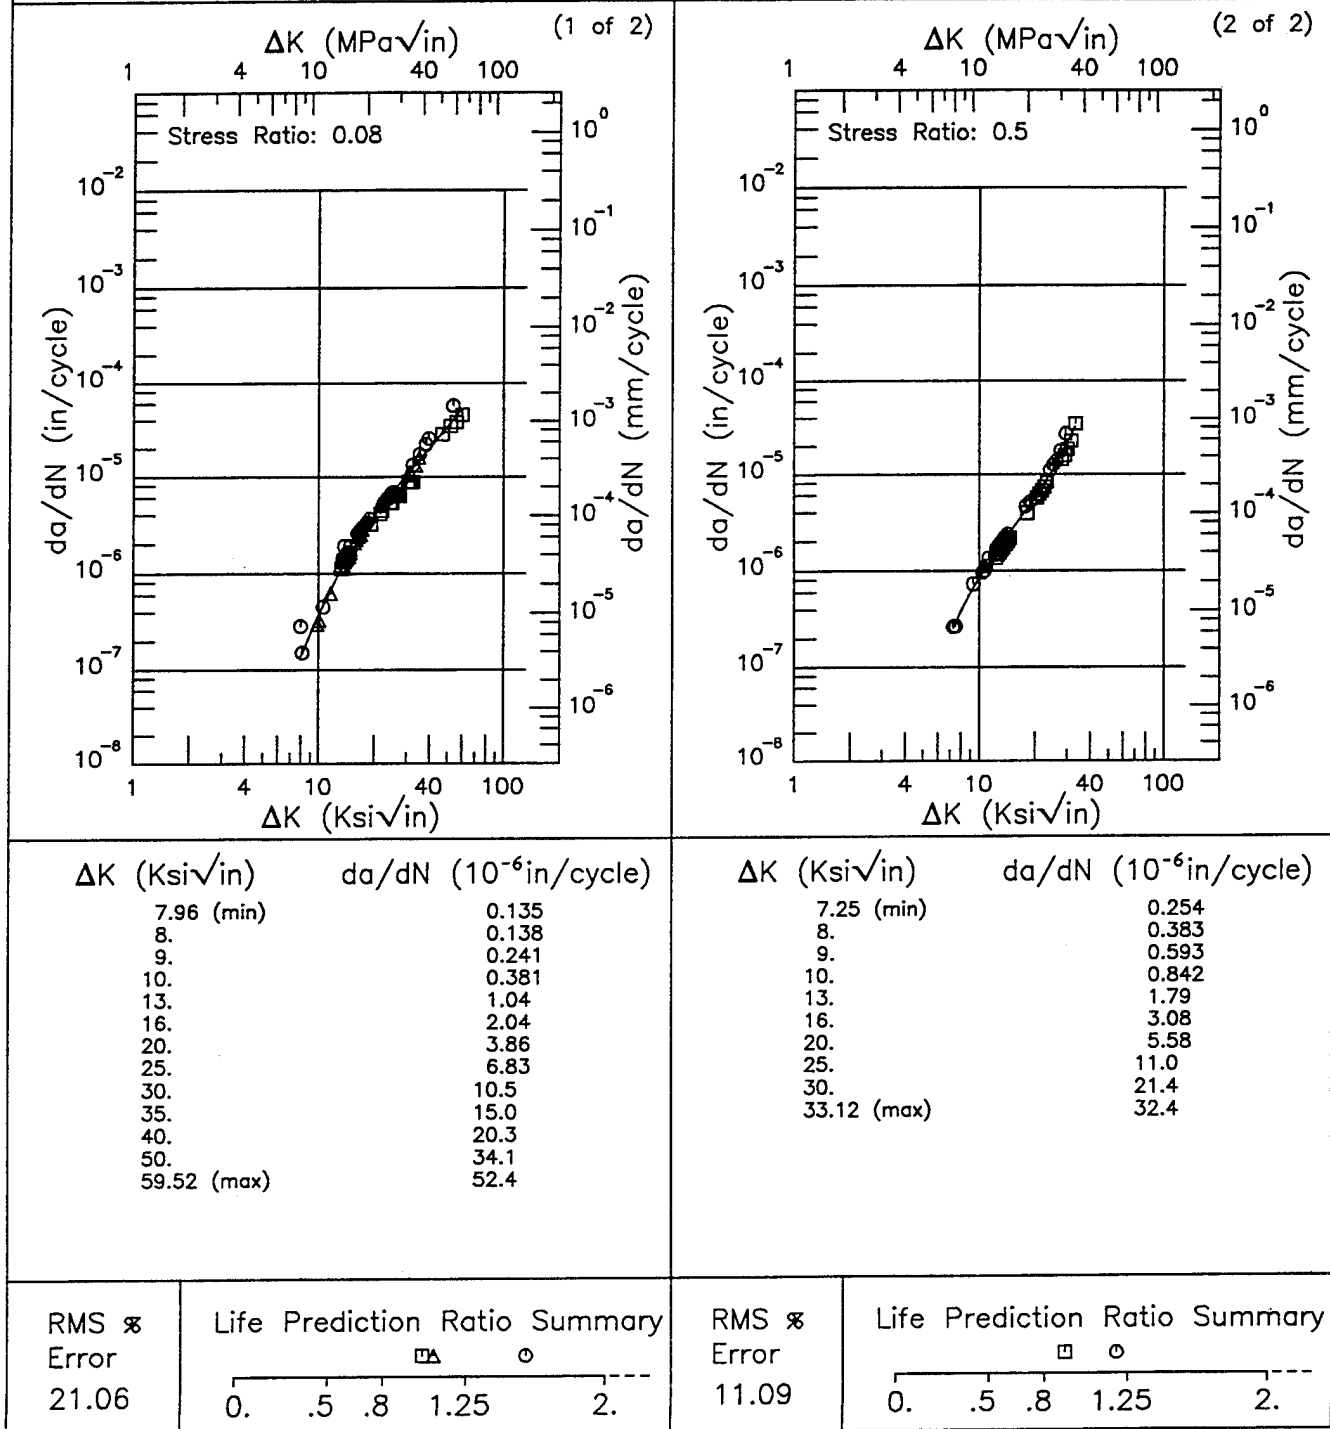 (1 of 2)
ΔK (MPa√in)
1 4 10 40 100
Stress Ratio: 0.08
10⁰
10⁻¹
10⁻²
10⁻³
10⁻⁴
10⁻⁵
10⁻⁶
da/dN (mm/cycle)
10⁻²
10⁻³
10⁻⁴
10⁻⁵
10⁻⁶
10⁻⁷
10⁻⁸
da/dN (in/cycle)
1 4 10 40 100
ΔK (Ksi√in)
ΔK (Ksi√in) da/dN (10⁻⁶in/cycle)
7.96 (min) 0.135
8. 0.138
9. 0.241
10. 0.381
13. 1.04
16. 2.04
20. 3.86
25. 6.83
30. 10.5
35. 15.0
40. 20.3
50. 34.1
59.52 (max) 52.4
RMS %
Error
21.06
Life Prediction Ratio Summary
0. .5 .8 1.25 2.
(2 of 2)
ΔK (MPa√in)
1 4 10 40 100
Stress Ratio: 0.5
10⁰
10⁻¹
10⁻²
10⁻³
10⁻⁴
10⁻⁵
10⁻⁶
da/dN (mm/cycle)
10⁻²
10⁻³
10⁻⁴
10⁻⁵
10⁻⁶
10⁻⁷
10⁻⁸
da/dN (in/cycle)
1 4 10 40 100
ΔK (Ksi√in)
ΔK (Ksi√in) da/dN (10⁻⁶in/cycle)
7.25 (min) 0.254
8. 0.383
9. 0.593
10. 0.842
13. 1.79
16. 3.08
20. 5.58
25. 11.0
30. 21.4
33.12 (max) 32.4
RMS %
Error
11.09
Life Prediction Ratio Summary
0. .5 .8 1.25 2.